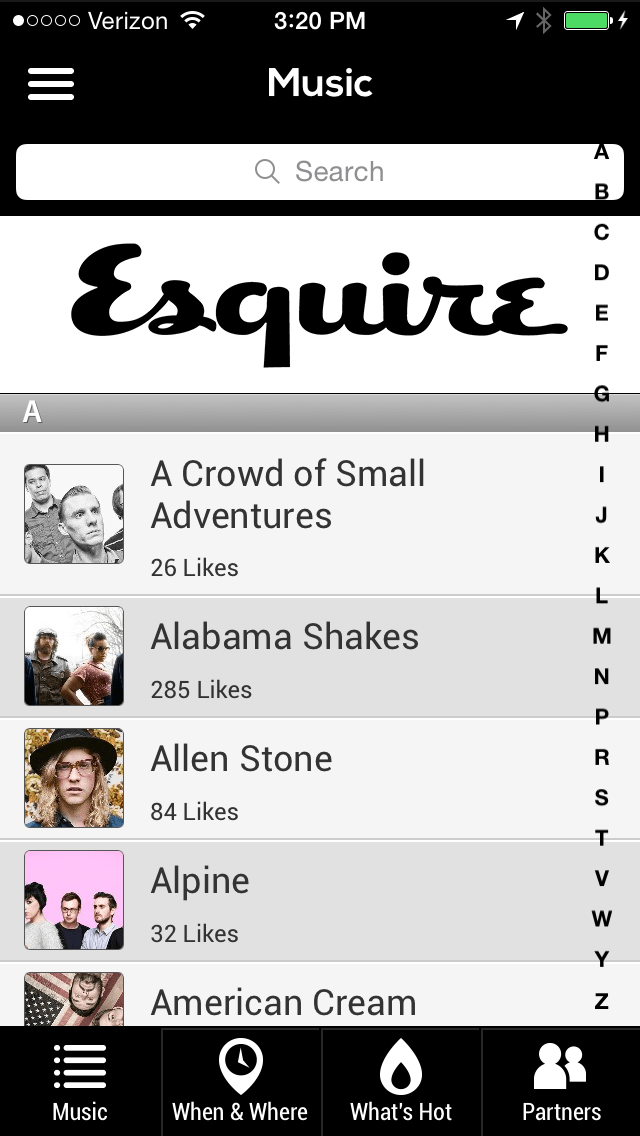 Verizon 3:20 PM
Music
Search
Esquire
A
A Crowd of Small
Adventures
26 Likes
Alabama Shakes
285 Likes
Allen Stone
84 Likes
Alpine
32 Likes
American Cream
A
B
C
D
E
F
G
H
I
J
K
L
M
N
P
R
S
T
V
W
Y
Z
Music When & Where What's Hot Partners